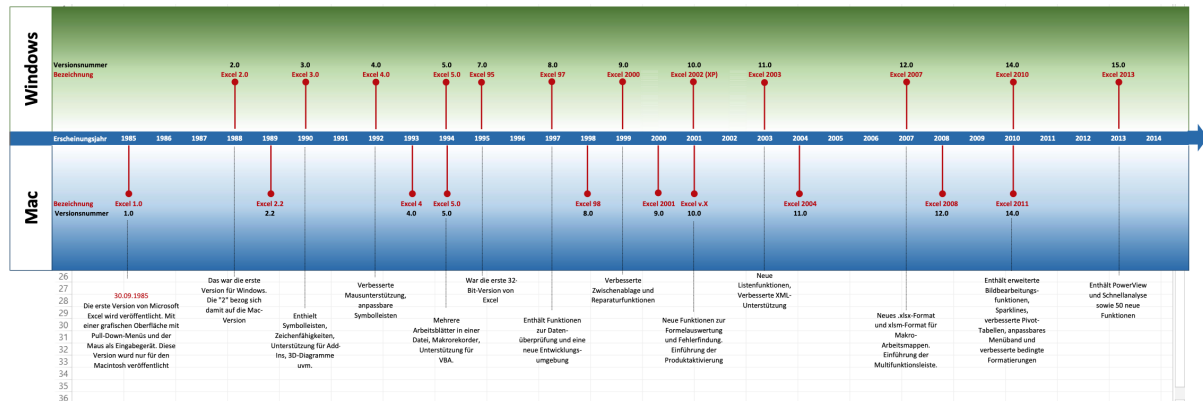 Windows
Versionsnummer 2.0 3.0 4.0 5.0 7.0 8.0 9.0 10.0 11.0 12.0 14.0 15.0
Bezeichnung Excel 2.0 Excel 3.0 Excel 4.0 Excel 5.0 Excel 95 Excel 97 Excel 2000 Excel 2002 (XP) Excel 2003 Excel 2007 Excel 2010 Excel 2013
Erscheinungsjahr 1985 1986 1987 1988 1989 1990 1991 1992 1993 1994 1995 1996 1997 1998 1999 2000 2001 2002 2003 2004 2005 2006 2007 2008 2009 2010 2011 2012 2013 2014
Mac
Bezeichnung Excel 1.0 Excel 2.2 Excel 4 Excel 5.0 Excel 98 Excel 2001 Excel v.X Excel 2004 Excel 2008 Excel 2011
Versionsnummer 1.0 2.2 4.0 5.0 8.0 9.0 10.0 11.0 12.0 14.0
26
27
28
29
30
31
32
33
34
35
36
30.09.1985
Die erste Version von Microsoft
Excel wird veröffentlicht. Mit
einer grafischen Oberfläche mit
Pull-Down-Menüs und der
Maus als Eingabegerät. Diese
Version wurd nur für den
Macintosh veröffentlicht
Das war die erste
Version für Windows.
Die "2" bezog sich
damit auf die Mac-
Version
Enthielt
Symbolleisten,
Zeichenfähigkeiten,
Unterstützung für Add-
Ins, 3D-Diagramme
uvm.
Verbesserte
Mausunterstützung,
anpassbare
Symbolleisten
Mehrere
Arbeitsblätter in einer
Datei, Makrorekorder,
Unterstützung für
VBA.
War die erste 32-
Bit-Version von
Excel
Enthält Funktionen
zur Daten-
überprüfung und eine
neue Entwicklungs-
umgebung
Verbesserte
Zwischenablage und
Reparaturfunktionen
Neue Funktionen zur
Formelauswertung
und Fehlerfindung.
Einführung der
Produktaktivierung
Neue
Listenfunktionen,
Verbesserte XML-
Unterstützung
Neues .xlsx-Format
und xlsm-Format für
Makro-
Arbeitsmappen.
Einführung der
Multifunktionsleiste.
Enthält erweiterte
Bildbearbeitungs-
funktionen,
Sparklines,
verbesserte Pivot-
Tabellen, anpassbares
Menüband und
verbesserte bedingte
Formatierungen
Enthält PowerView
und Schnellanalyse
sowie 50 neue
Funktionen